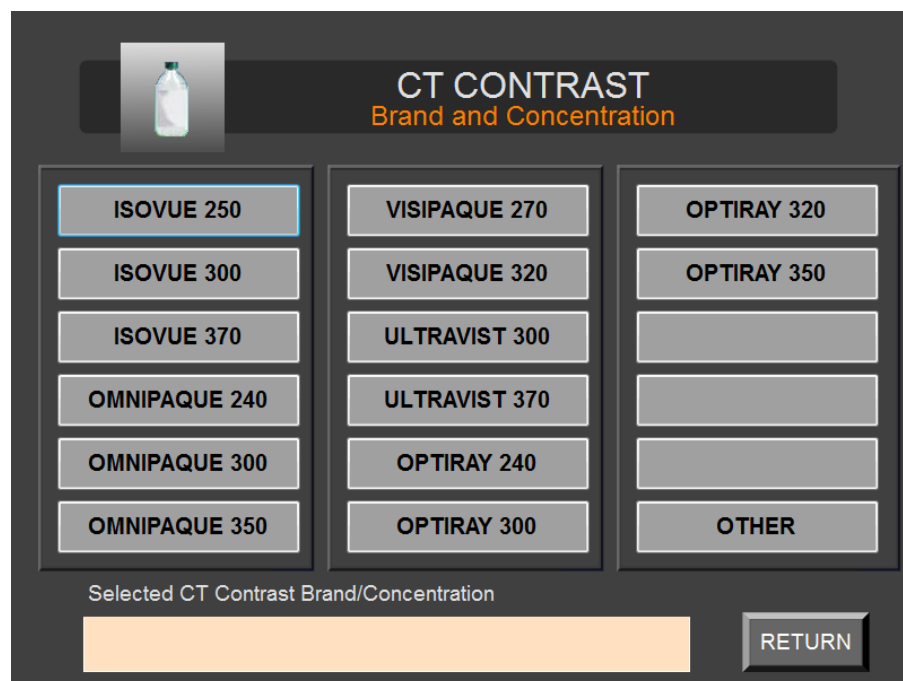 CT CONTRAST
Brand and Concentration
ISOVUE 250
ISOVUE 300
ISOVUE 370
OMNIPAQUE 240
OMNIPAQUE 300
OMNIPAQUE 350
VISIPAQUE 270
VISIPAQUE 320
ULTRAVIST 300
ULTRAVIST 370
OPTIRAY 240
OPTIRAY 300
OPTIRAY 320
OPTIRAY 350
OTHER
Selected CT Contrast Brand/Concentration
RETURN